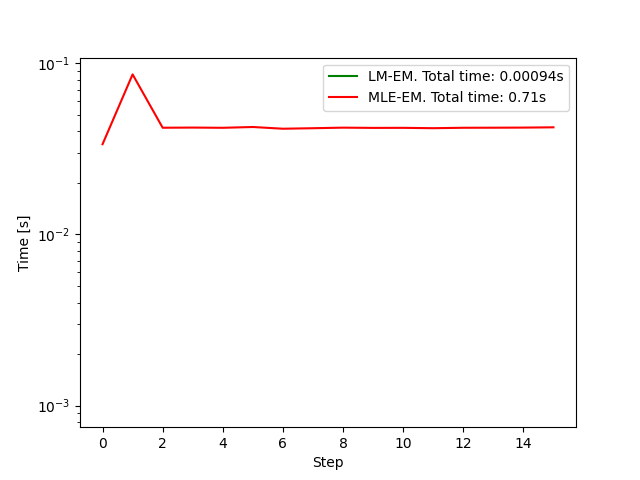 LM-EM. Total time: 0.00094s
MLE-EM. Total time: 0.71s
10⁻¹
10⁻²
10⁻³
Time [s]
0 2 4 6 8 10 12 14
Step